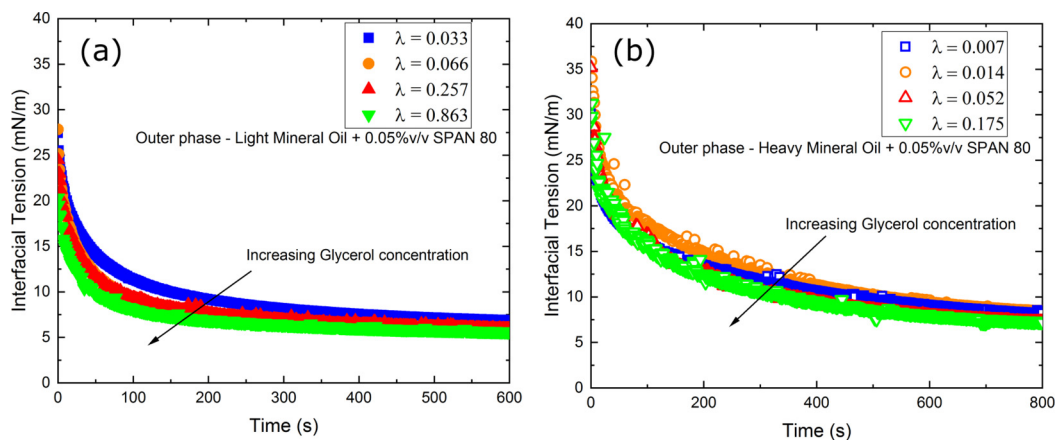 (a)
λ = 0.033
λ = 0.066
λ = 0.257
λ = 0.863
Outer phase - Light Mineral Oil + 0.05%v/v SPAN 80
Increasing Glycerol concentration
Interfacial Tension (mN/m)
40
35
30
25
20
15
10
5
0
0 100 200 300 400 500 600
Time (s)
(b)
λ = 0.007
λ = 0.014
λ = 0.052
λ = 0.175
Outer phase - Heavy Mineral Oil + 0.05%v/v SPAN 80
Increasing Glycerol concentration
Interfacial Tension (mN/m)
40
35
30
25
20
15
10
5
0
0 200 400 600 800
Time (s)